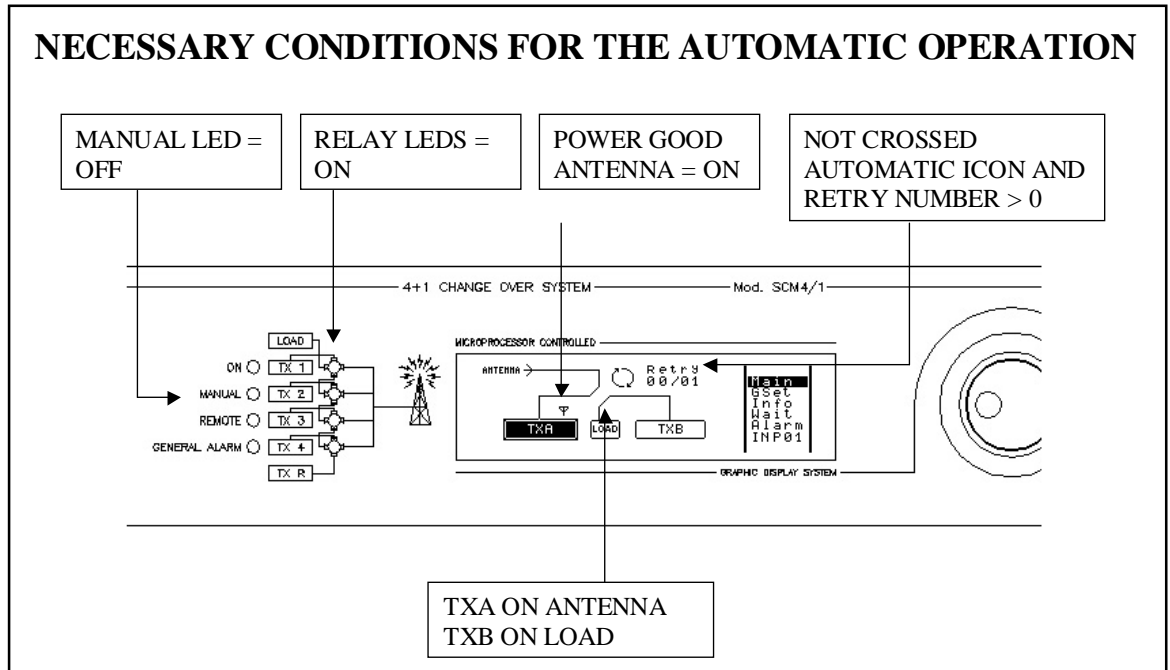 NECESSARY CONDITIONS FOR THE AUTOMATIC OPERATION
MANUAL LED =
OFF
RELAY LEDS =
ON
POWER GOOD
ANTENNA = ON
NOT CROSSED
AUTOMATIC ICON AND
RETRY NUMBER > 0
4+1 CHANGE OVER SYSTEM
Mod. SCM4/1
LOAD
ON
TX 1
MANUAL
TX 2
REMOTE
TX 3
GENERAL ALARM
TX 4
TX R
MICROPROCESSOR CONTROLLED
ANTENNA
Retry
00/01
TXA
LOAD
TXB
Main
GSet
Info
Wait
Alarm
INP01
GRAPHIC DISPLAY SYSTEM
TXA ON ANTENNA
TXB ON LOAD